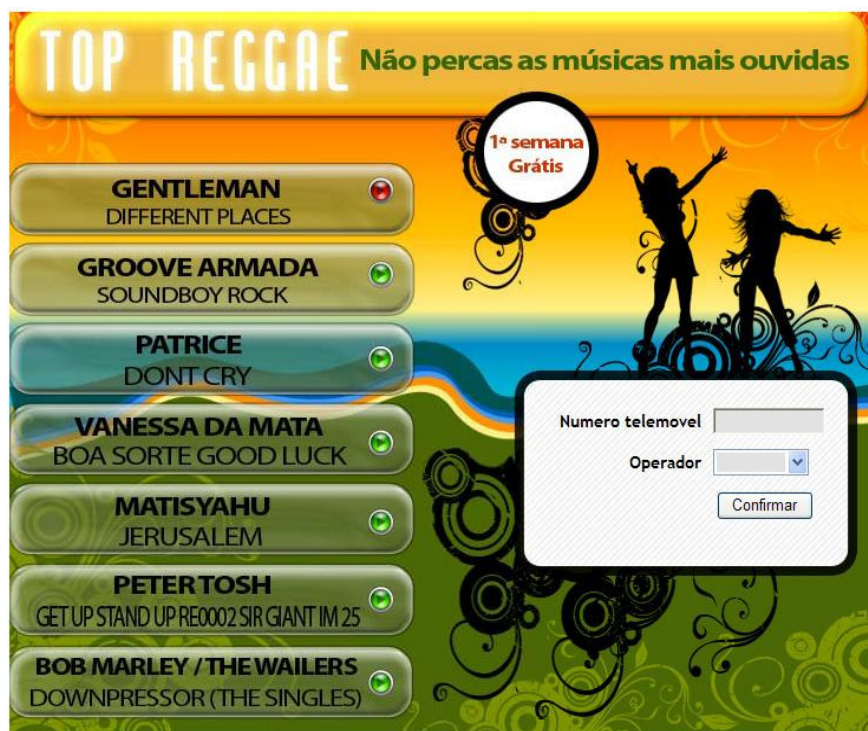 TOP REGGAE
Não percas as músicas mais ouvidas
1ª semana
Grátis
GENTLEMAN
DIFFERENT PLACES
GROOVE ARMADA
SOUNDBOY ROCK
PATRICE
DONT CRY
VANESSA DA MATA
BOA SORTE GOOD LUCK
MATISYAHU
JERUSALEM
PETER TOSH
GET UP STAND UP RE0002 SIR GIANT IM 25
BOB MARLEY / THE WAILERS
DOWNPRESSOR (THE SINGLES)
Numero telemovel
Operador
Confirmar